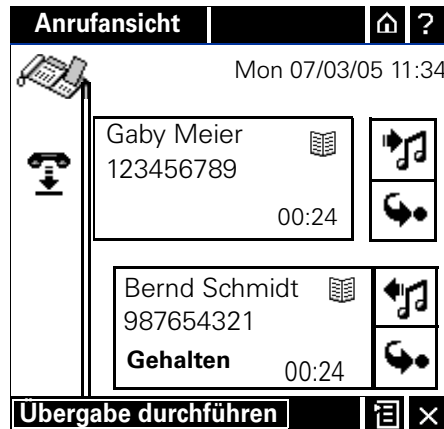 Anrufansicht ?
Mon 07/03/05 11:34
Gaby Meier
123456789
00:24
Bernd Schmidt
987654321
Gehalten 00:24
Übergabe durchführen